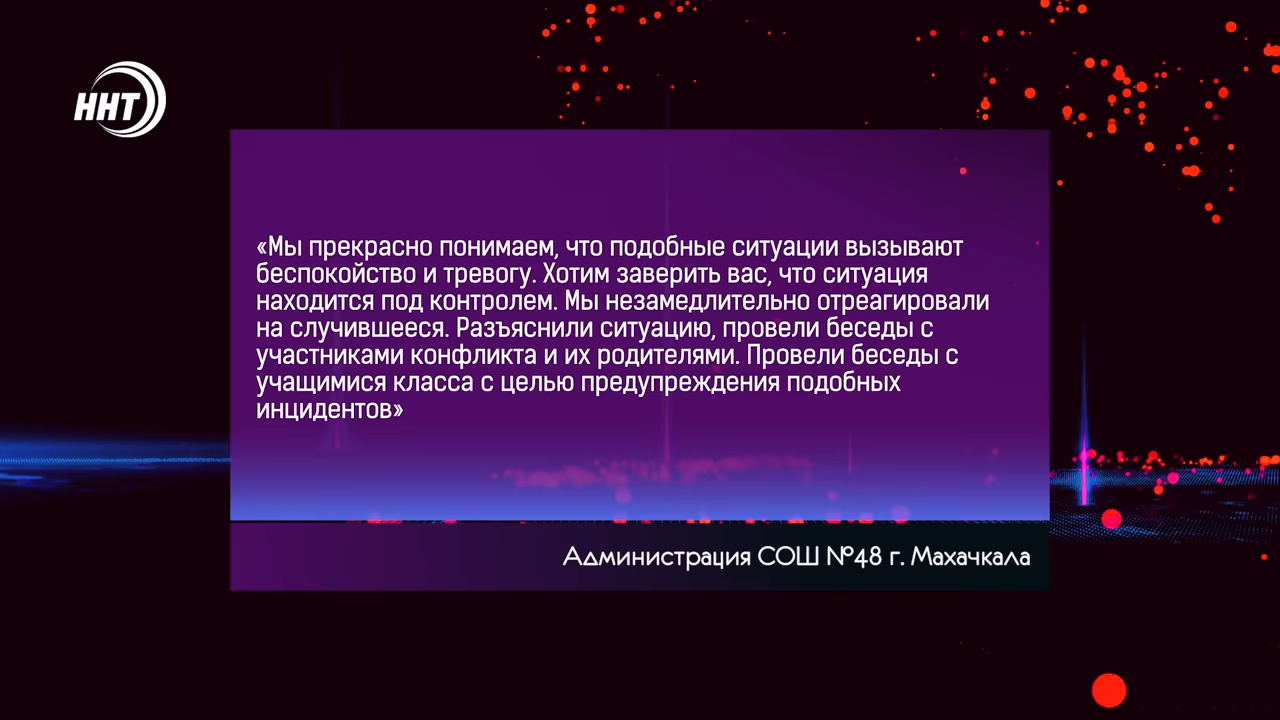 ННТ
«Мы прекрасно понимаем, что подобные ситуации вызывают
беспокойство и тревогу. Хотим заверить вас, что ситуация
находится под контролем. Мы незамедлительно отреагировали
на случившееся. Разъяснили ситуацию, провели беседы с
участниками конфликта и их родителями. Провели беседы с
учащимися класса с целью предупреждения подобных
инцидентов»
Администрация СОШ №48 г. Махачкала